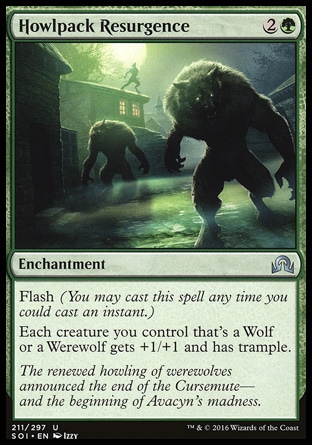 Howlpack Resurgence 2
Enchantment
Flash (You may cast this spell any time you
could cast an instant.)
Each creature you control that's a Wolf
or a Werewolf gets +1/+1 and has trample.
The renewed howling of werewolves
announced the end of the Cursemute—
and the beginning of Avacyn's madness.
211/297 U
SOI • EN Izzy
™ & © 2016 Wizards of the Coast